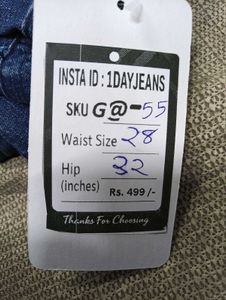 INSTA ID : 1DAYJEANS
SKU G@-55
Waist Size 28
Hip 32
(inches) Rs. 499 /-
Thanks For Choosing